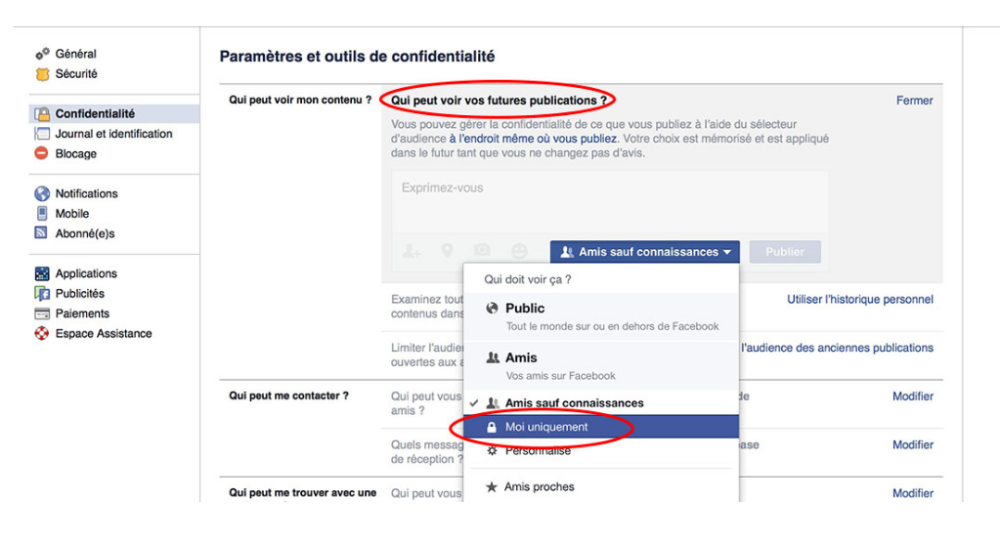 Général
Sécurité
Confidentialité
Journal et identification
Blocage
Notifications
Mobile
Abonné(e)s
Applications
Publicités
Paiements
Espace Assistance
Paramètres et outils de confidentialité
Qui peut voir mon contenu ?
Qui peut voir vos futures publications ?
Fermer
Vous pouvez gérer la confidentialité de ce que vous publiez à l'aide du sélecteur
d'audience à l'endroit même où vous publiez. Votre choix est mémorisé et est appliqué
dans le futur tant que vous ne changez pas d'avis.
Exprimez-vous
Amis sauf connaissances
Publier
Qui doit voir ça ?
Public
Tout le monde sur ou en dehors de Facebook
Amis
Vos amis sur Facebook
Amis sauf connaissances
Moi uniquement
Personnalisé
Amis proches
Examinez tout
contenus dans
Utiliser l'historique personnel
Limiter l'audie
ouvertes aux a
l'audience des anciennes publications
Qui peut me contacter ?
Qui peut vous
de
amis ?
Modifier
Quels messag
de réception ?
Modifier
Qui peut me trouver avec une
Qui peut vous
Modifier